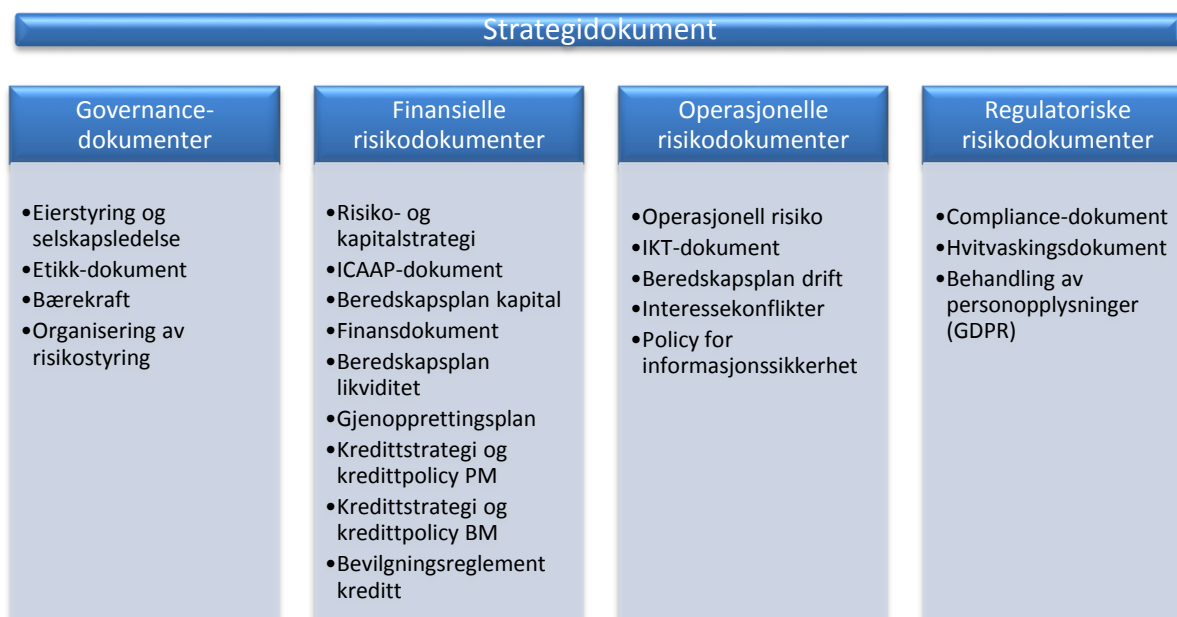 Strategidokument
Governance-
dokumenter
•Eierstyring og
selskapsledelse
•Etikk-dokument
•Bærekraft
•Organisering av
risikostyring
Finansielle
risikodokumenter
•Risiko- og
kapitalstrategi
•ICAAP-dokument
•Beredskapsplan kapital
•Finansdokument
•Beredskapsplan
likviditet
•Gjenopprettingsplan
•Kredittstrategi og
kredittpolicy PM
•Kredittstrategi og
kredittpolicy BM
•Bevilgningsreglement
kreditt
Operasjonelle
risikodokumenter
•Operasjonell risiko
•IKT-dokument
•Beredskapsplan drift
•Interessekonflikter
•Policy for
informasjonssikkerhet
Regulatoriske
risikodokumenter
•Compliance-dokument
•Hvitvaskingsdokument
•Behandling av
personopplysninger
(GDPR)